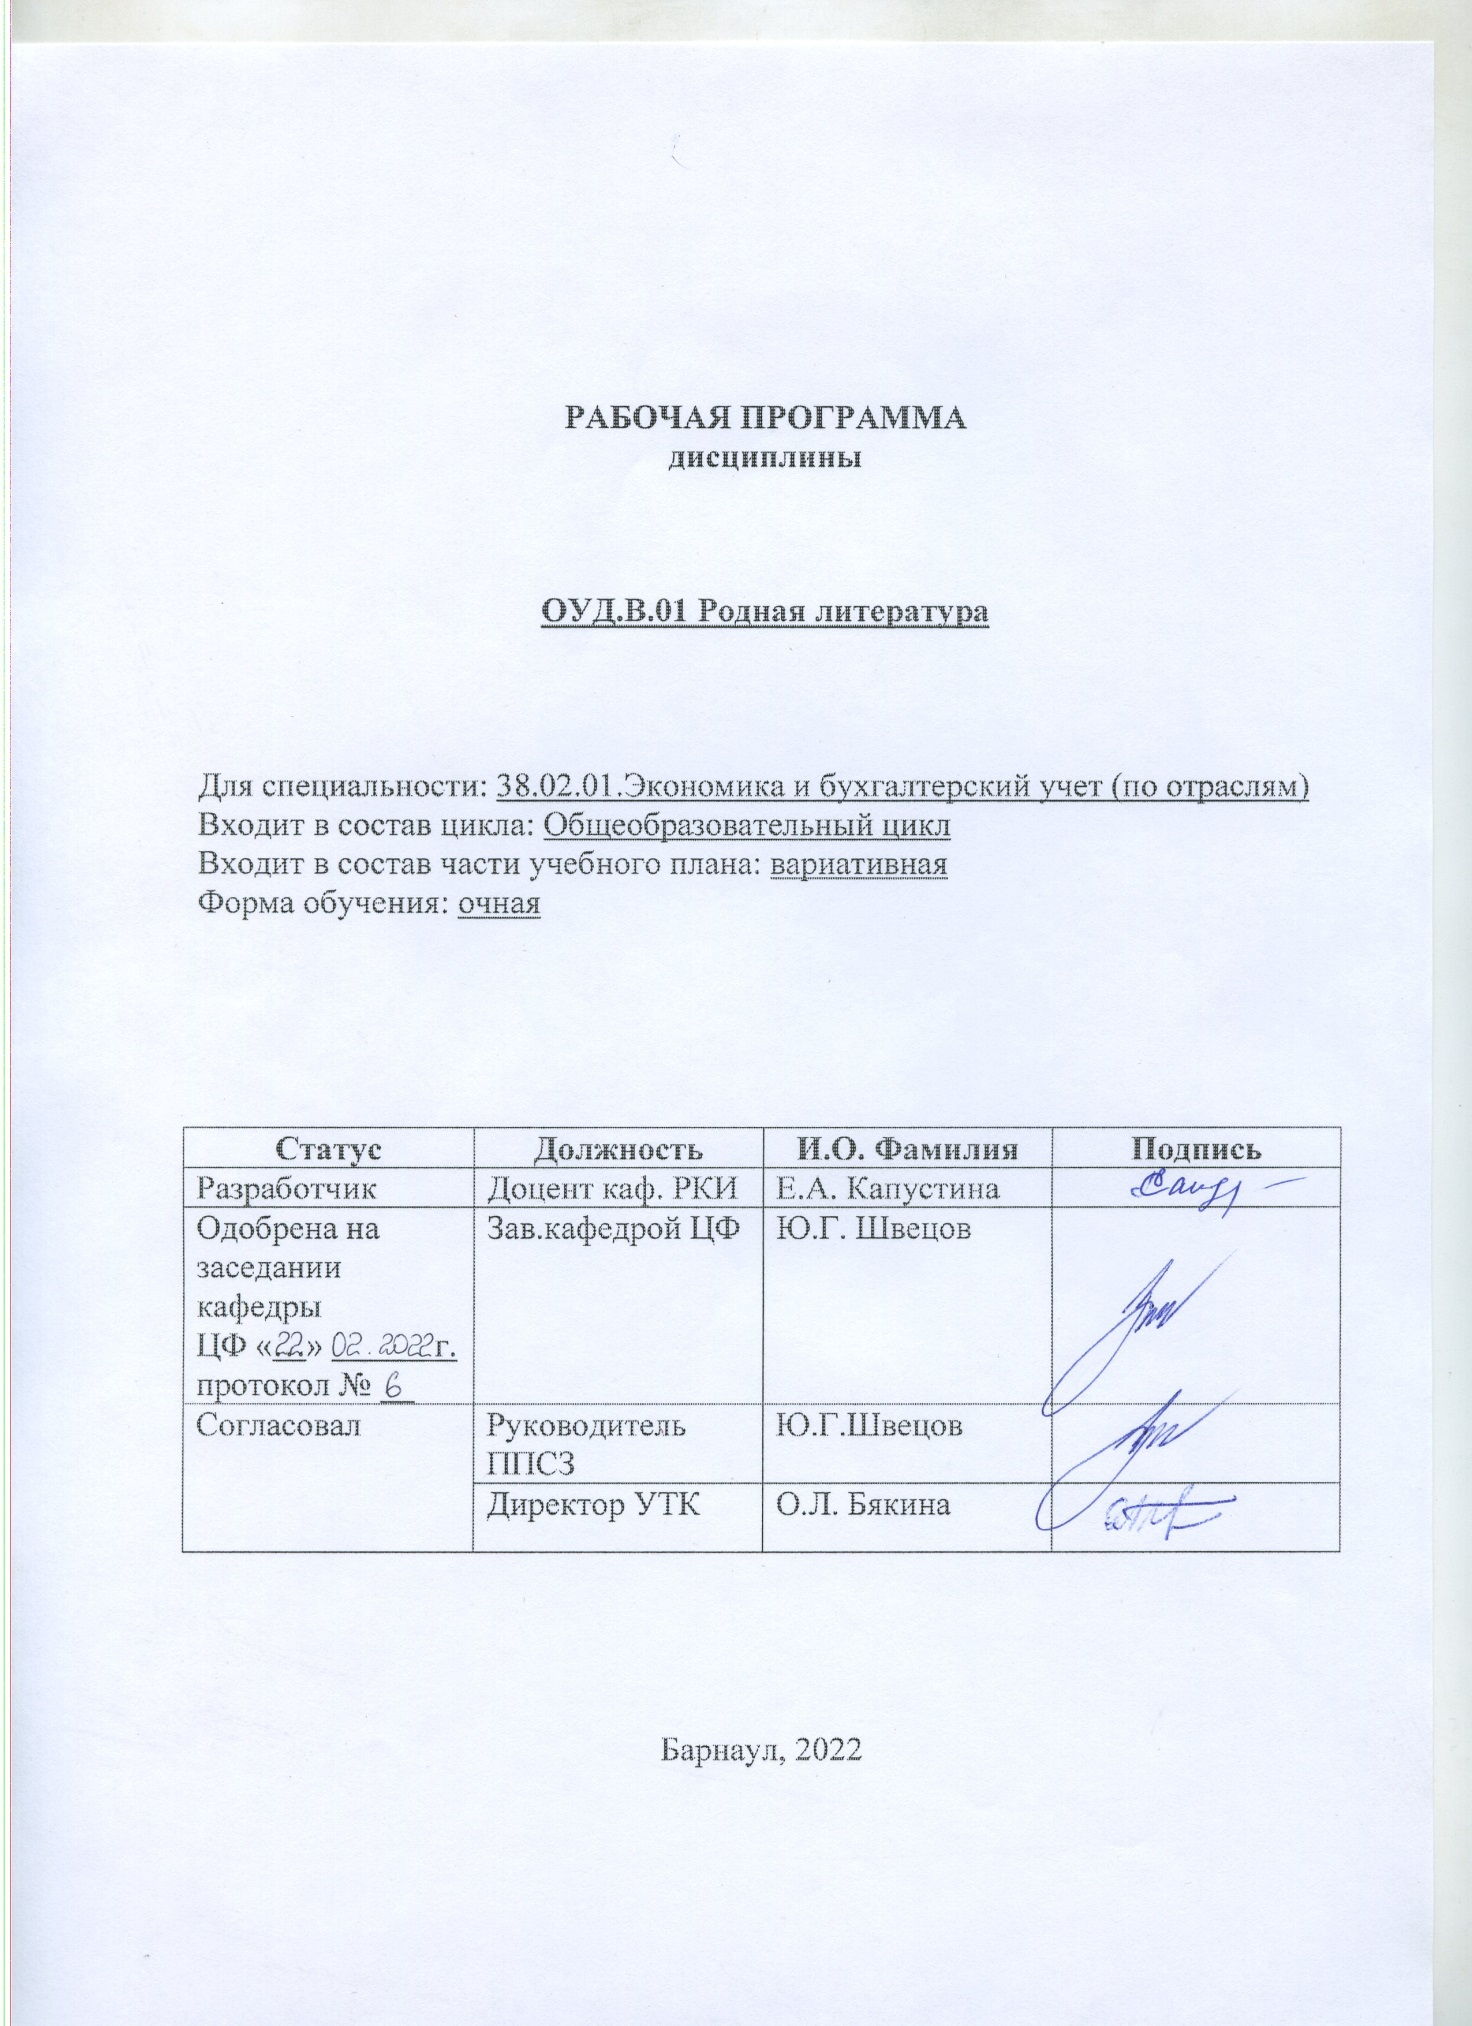 РАБОЧАЯ ПРОГРАММА
дисциплины
ОУД.В.01 Родная литература
Для специальности: 38.02.01.Экономика и бухгалтерский учет (по отраслям)
Входит в состав цикла: Общеобразовательный цикл
Входит в состав части учебного плана: вариативная
Форма обучения: очная
Статус Должность И.О. Фамилия Подпись
Разработчик Доцент каф. РКИ Е.А. Капустина
Одобрена на Зав.кафедрой ЦФ Ю.Г. Швецов
заседании
кафедры
ЦФ «22» 02.2022г.
протокол № 6
Согласовал Руководитель Ю.Г.Швецов
ППСЗ
Директор УТК О.Л. Бякина
Барнаул, 2022